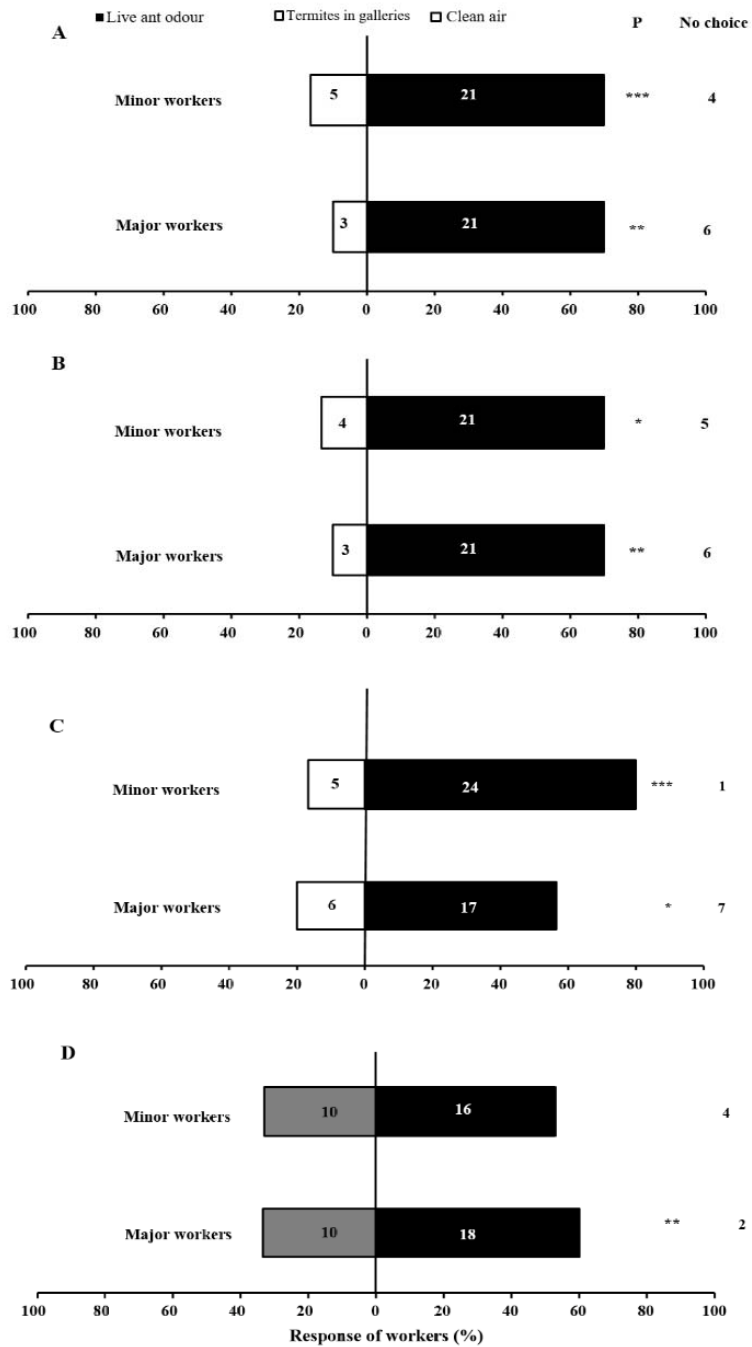 Live ant odour Termites in galleries Clean air
A P No choice
Minor workers 5 21 *** 4
Major workers 3 21 ** 6
100 80 60 40 20 0 20 40 60 80 100
B
Minor workers 4 21 * 5
Major workers 3 21 ** 6
100 80 60 40 20 0 20 40 60 80 100
C
Minor workers 5 24 *** 1
Major workers 6 17 * 7
100 80 60 40 20 0 20 40 60 80 100
D
Minor workers 10 16 4
Major workers 10 18 ** 2
100 80 60 40 20 0 20 40 60 80 100
Response of workers (%)